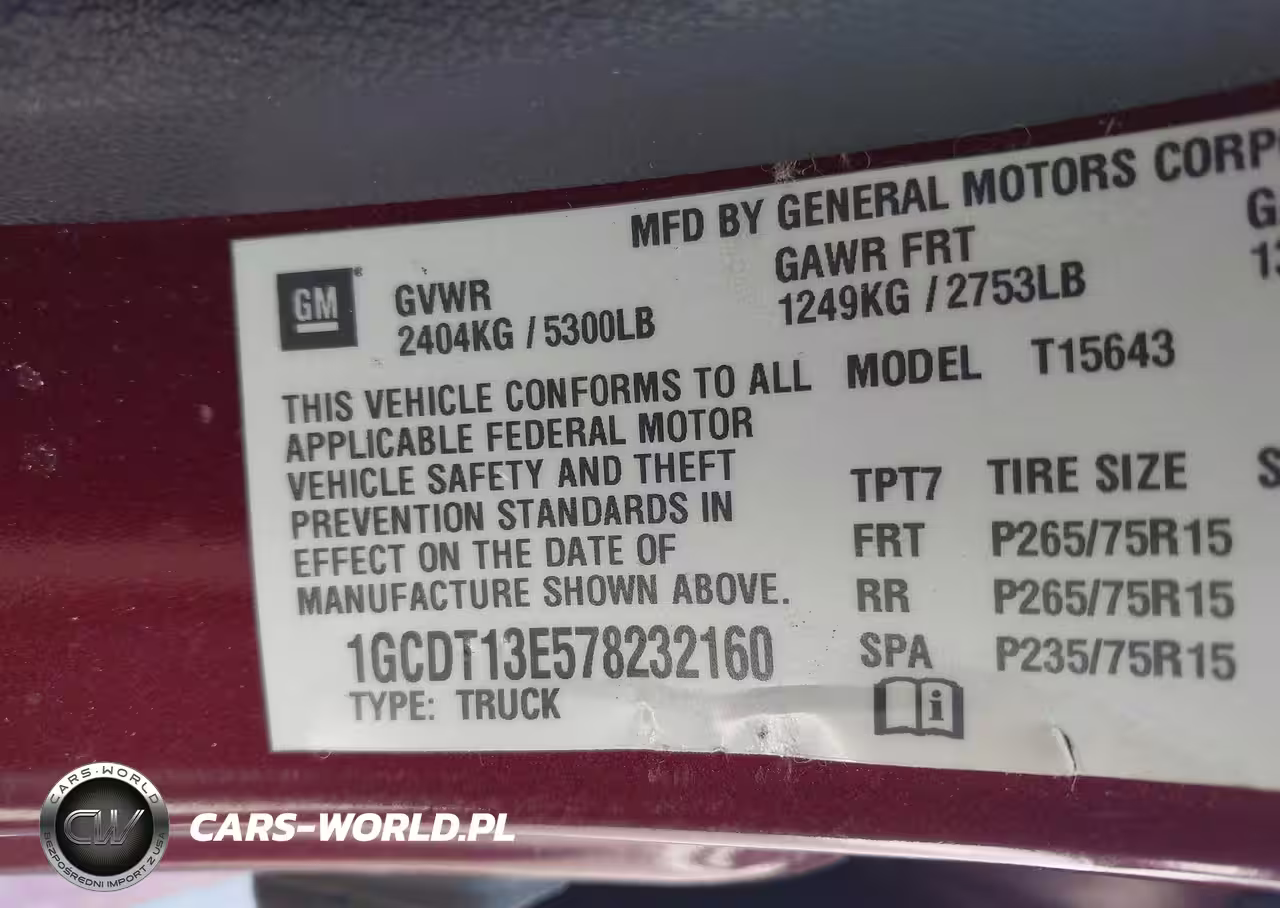 MFD BY GENERAL MOTORS CORP
GM
GVWR
2404KG / 5300LB
GAWR FRT
1249KG / 2753LB
THIS VEHICLE CONFORMS TO ALL
APPLICABLE FEDERAL MOTOR
VEHICLE SAFETY AND THEFT
PREVENTION STANDARDS IN
EFFECT ON THE DATE OF
MANUFACTURE SHOWN ABOVE.
1GCDT13E578232160
TYPE: TRUCK
MODEL T15643
TPT7 TIRE SIZE
FRT P265/75R15
RR P265/75R15
SPA P235/75R15
i
CARS-WORLD
CW
BEZPOŚREDNI IMPORT Z USA
CARS-WORLD.PL